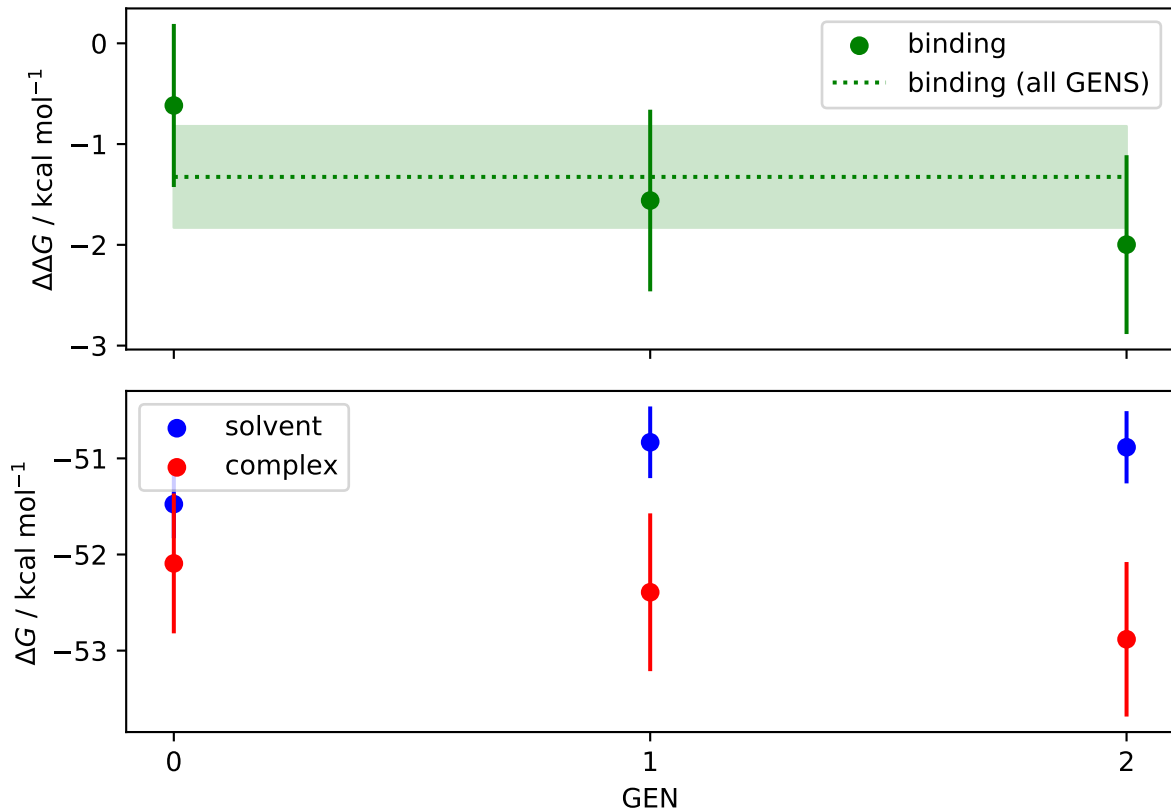 0
−1
−2
−3
ΔΔG / kcal mol⁻¹
binding
binding (all GENS)
−51
−52
−53
ΔG / kcal mol⁻¹
solvent
complex
0
1
2
GEN